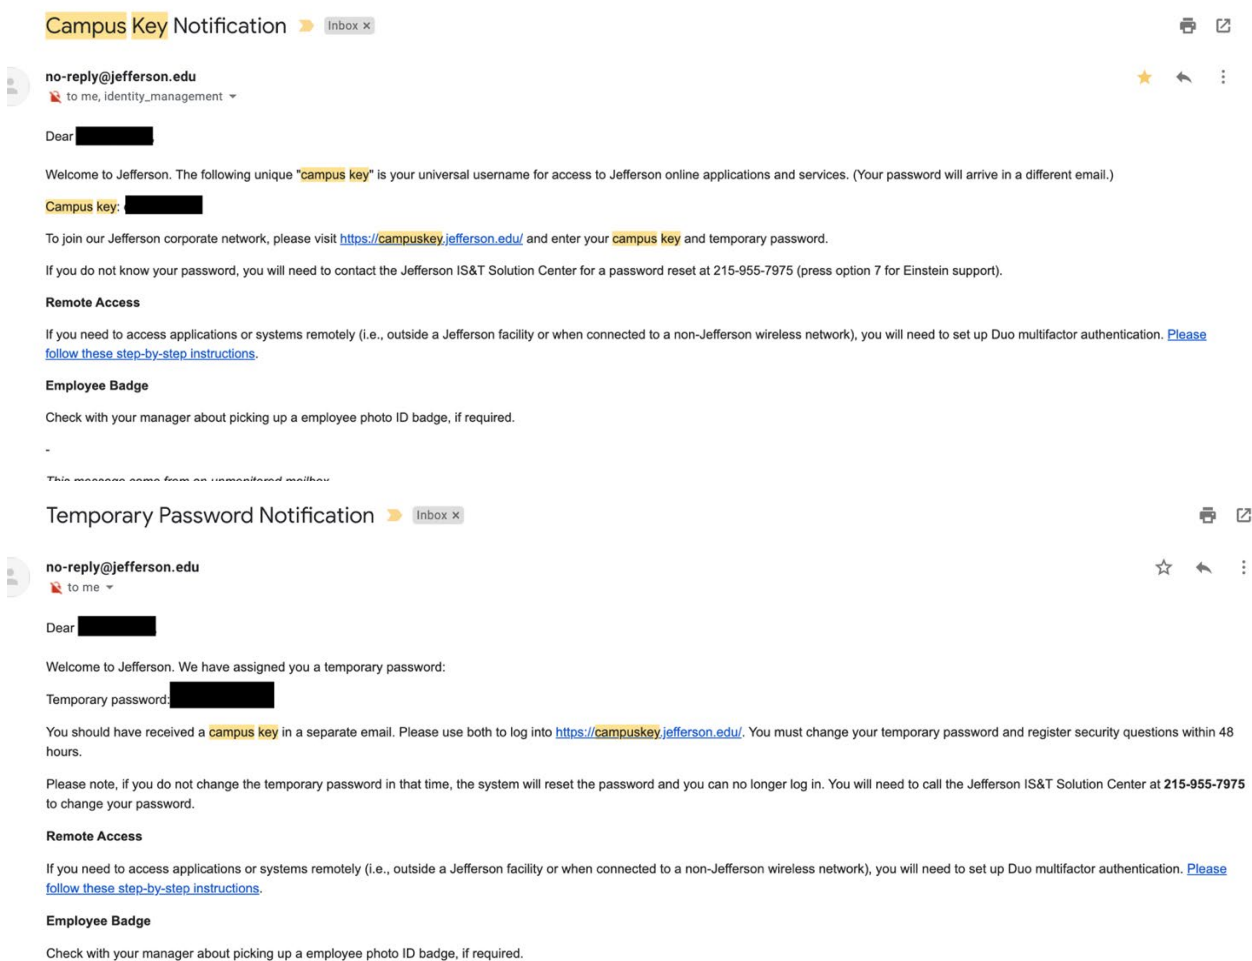 Campus Key Notification Inbox ×
no-reply@jefferson.edu
to me, identity_management
Dear
Welcome to Jefferson. The following unique "campus key" is your universal username for access to Jefferson online applications and services. (Your password will arrive in a different email.)
Campus key:
To join our Jefferson corporate network, please visit https://campuskey.jefferson.edu/ and enter your campus key and temporary password.
If you do not know your password, you will need to contact the Jefferson IS&T Solution Center for a password reset at 215-955-7975 (press option 7 for Einstein support).
Remote Access
If you need to access applications or systems remotely (i.e., outside a Jefferson facility or when connected to a non-Jefferson wireless network), you will need to set up Duo multifactor authentication. Please
follow these step-by-step instructions.
Employee Badge
Check with your manager about picking up a employee photo ID badge, if required.
-
This message came from an unmonitored mailbox
Temporary Password Notification Inbox ×
no-reply@jefferson.edu
to me
Dear
Welcome to Jefferson. We have assigned you a temporary password:
Temporary password:
You should have received a campus key in a separate email. Please use both to log into https://campuskey.jefferson.edu/. You must change your temporary password and register security questions within 48
hours.
Please note, if you do not change the temporary password in that time, the system will reset the password and you can no longer log in. You will need to call the Jefferson IS&T Solution Center at 215-955-7975
to change your password.
Remote Access
If you need to access applications or systems remotely (i.e., outside a Jefferson facility or when connected to a non-Jefferson wireless network), you will need to set up Duo multifactor authentication. Please
follow these step-by-step instructions.
Employee Badge
Check with your manager about picking up a employee photo ID badge, if required.